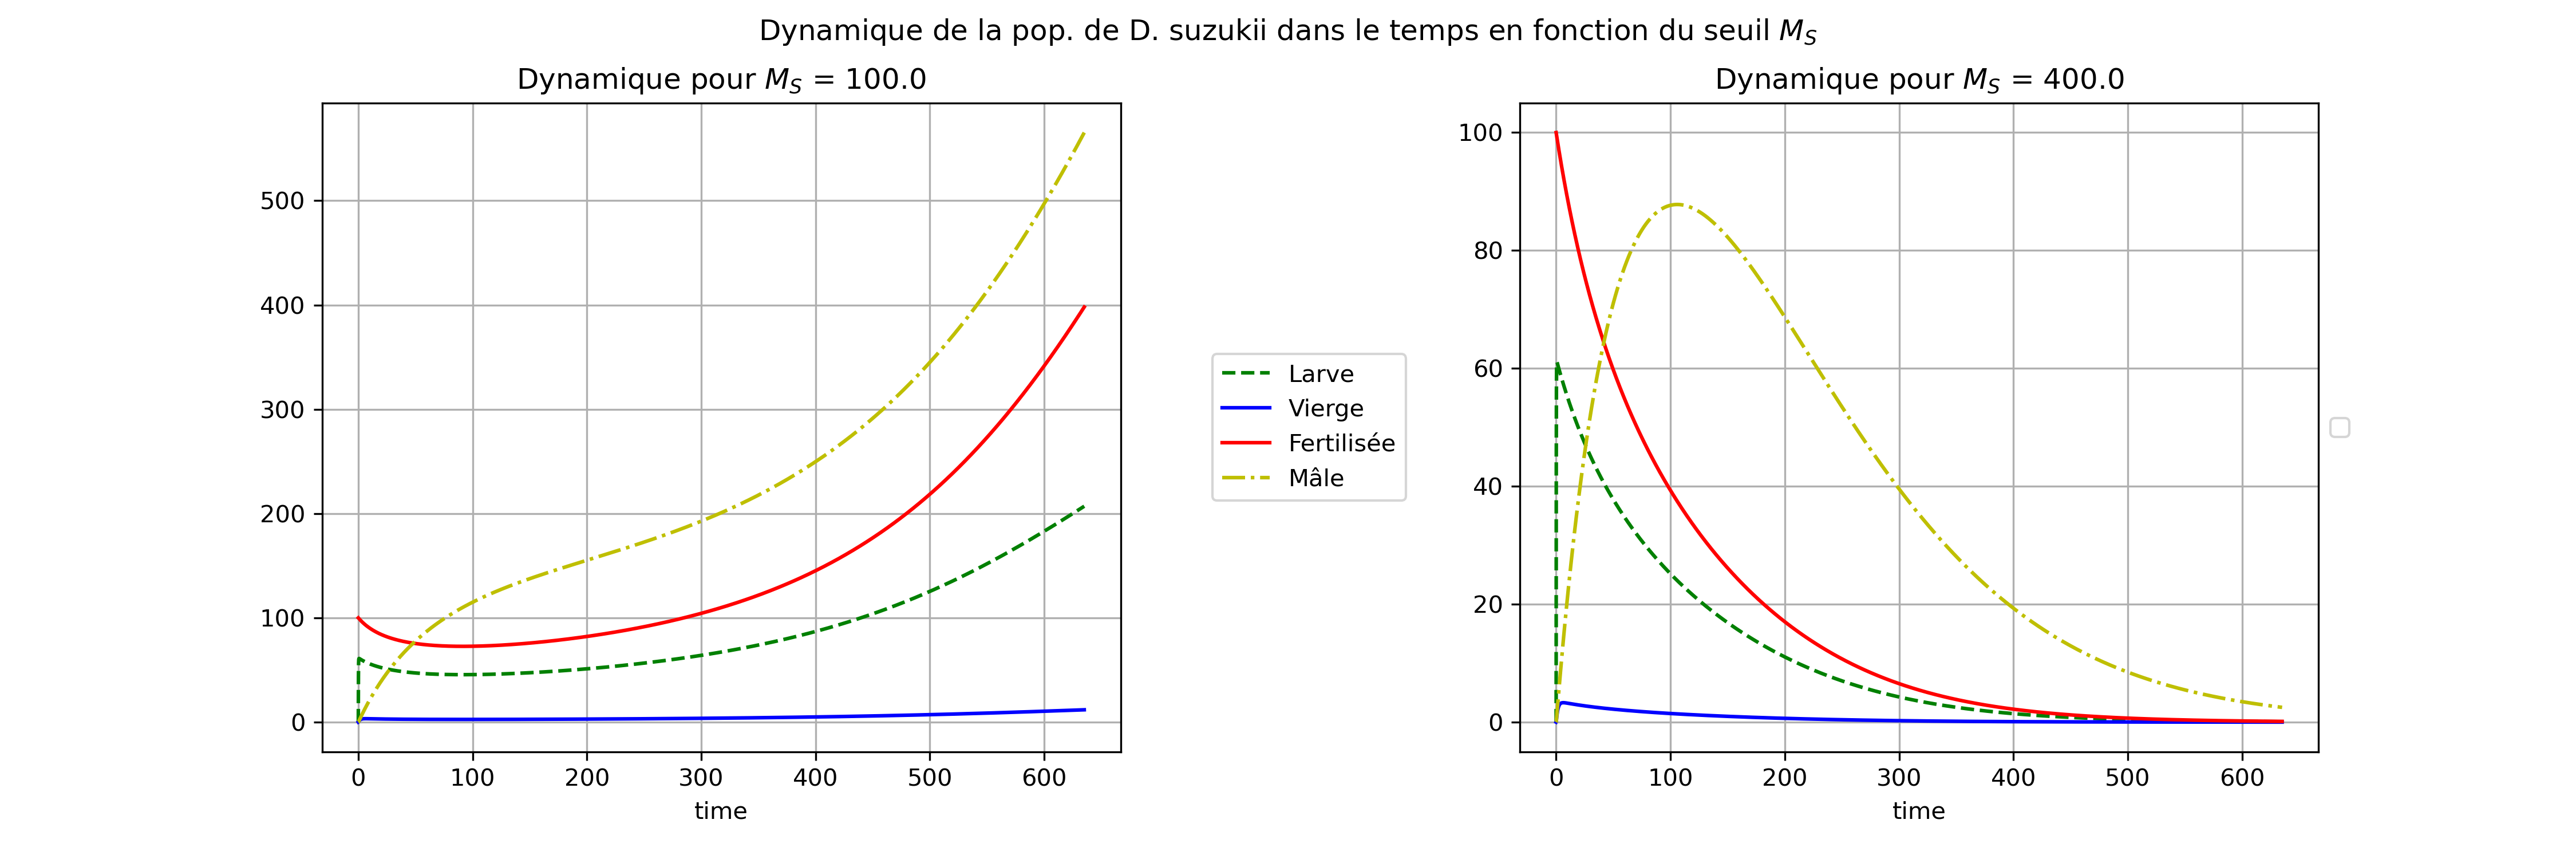 Dynamique de la pop. de D. suzukii dans le temps en fonction du seuil $M_S$
Dynamique pour $M_S$ = 100.0
500
400
300
200
100
0
0 100 200 300 400 500 600
time
Larve
Vierge
Fertilisée
Mâle
Dynamique pour $M_S$ = 400.0
100
80
60
40
20
0
0 100 200 300 400 500 600
time